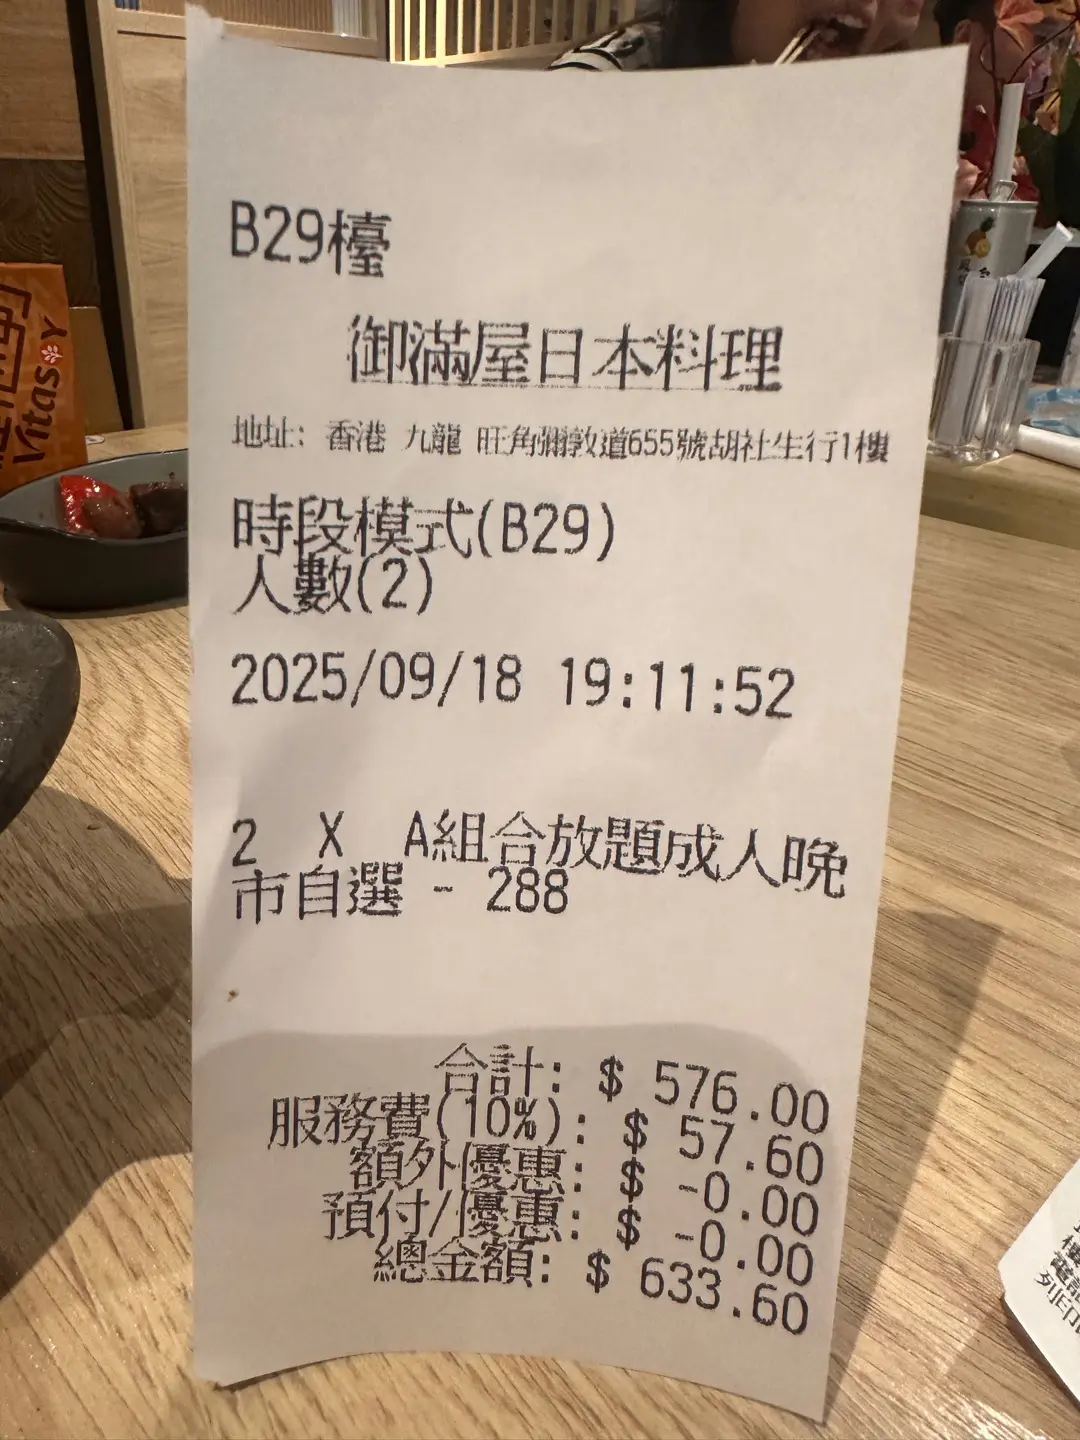 B29檯
御滿屋日本料理
地址: 香港 九龍 旺角彌敦道655號胡社生行1樓
時段模式(B29)
人數(2)
2025/09/18 19:11:52
2 X A組合放題成人晚
市自選 - 288
合計: $ 576.00
服務費(10%): $ 57.60
額外優惠: $ -0.00
預付/優惠: $ -0.00
總金額: $ 633.60
Vitasoy